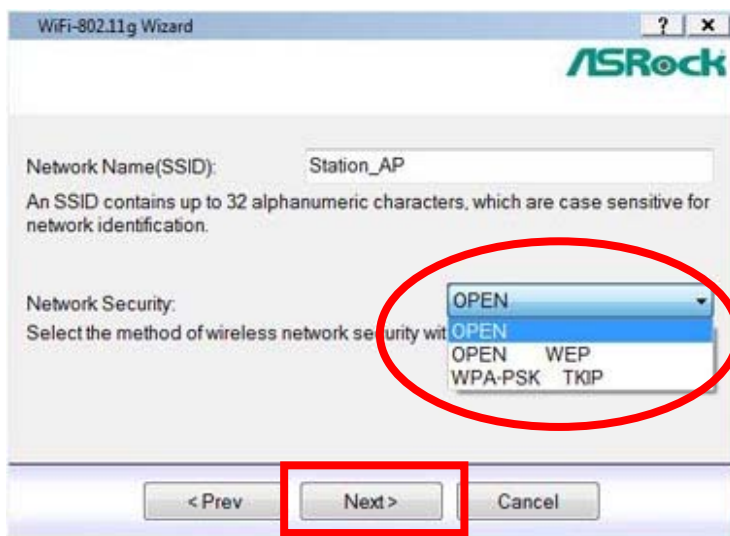 WiFi-802.11g Wizard
ASRock
Network Name(SSID):
Station_AP
An SSID contains up to 32 alphanumeric characters, which are case sensitive for
network identification.
Network Security:
OPEN
Select the method of wireless network security wit
OPEN
OPEN WEP
WPA-PSK TKIP
< Prev
Next >
Cancel